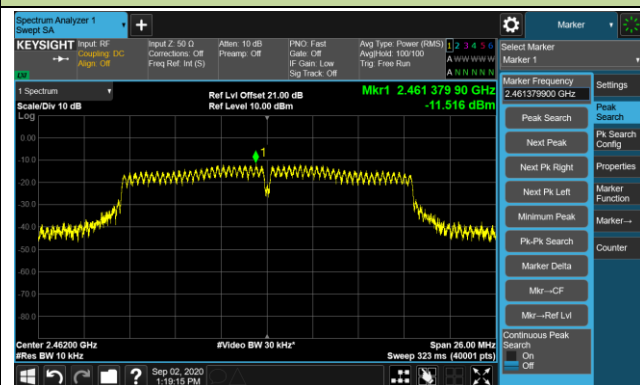 Spectrum Analyzer 1
Swept SA
+
Marker
KEYSIGHT
Input: RF
Coupling: DC
Align: Off
Input Z: 50 Ω
Corrections: Off
Freq Ref: Int (S)
Atten: 10 dB
Preamp: Off
PNO: Fast
Gate: Off
IF Gain: Low
Sig Track: Off
Avg Type: Power (RMS)
Avg|Hold: 100/100
Trig: Free Run
1 2 3 4 5 6
A W W W W W
A N N N N N
LXI
Select Marker
Marker 1
1 Spectrum
Scale/Div 10 dB
Log
Ref Lvl Offset 21.00 dB
Ref Level 10.00 dBm
Mkr1 2.461 379 90 GHz
-11.516 dBm
0.00
-10.0
-20.0
-30.0
-40.0
-50.0
-60.0
-70.0
-80.0
1
Center 2.46200 GHz
#Res BW 10 kHz
#Video BW 30 kHz*
Span 26.00 MHz
Sweep 323 ms (40001 pts)
Marker Frequency
2.461379900 GHz
Peak Search
Next Peak
Next Pk Right
Next Pk Left
Minimum Peak
Pk-Pk Search
Marker Delta
Mkr→CF
Mkr→Ref Lvl
Continuous Peak
Search
On
Off
Settings
Peak
Search
Pk Search
Config
Properties
Marker
Function
Marker→
Counter
?
Sep 02, 2020
1:19:15 PM